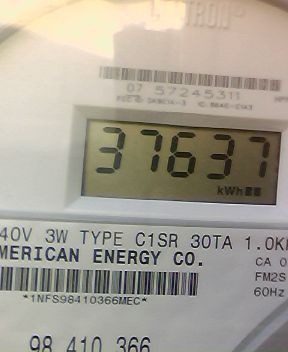 TRON
07 57245311
37637
kWh
40V 3W TYPE C1SR 30TA 1.0K
MERICAN ENERGY CO.
CA 0
FM2S
60Hz
*1NFS98410366MEC*
98 410 366